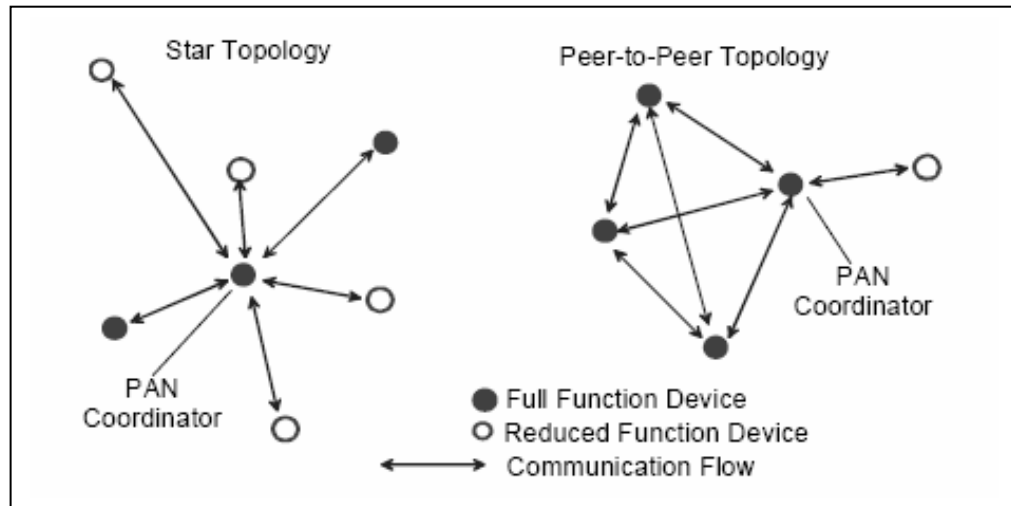 Star Topology
Peer-to-Peer Topology
PAN
Coordinator
PAN
Coordinator
Full Function Device
Reduced Function Device
Communication Flow